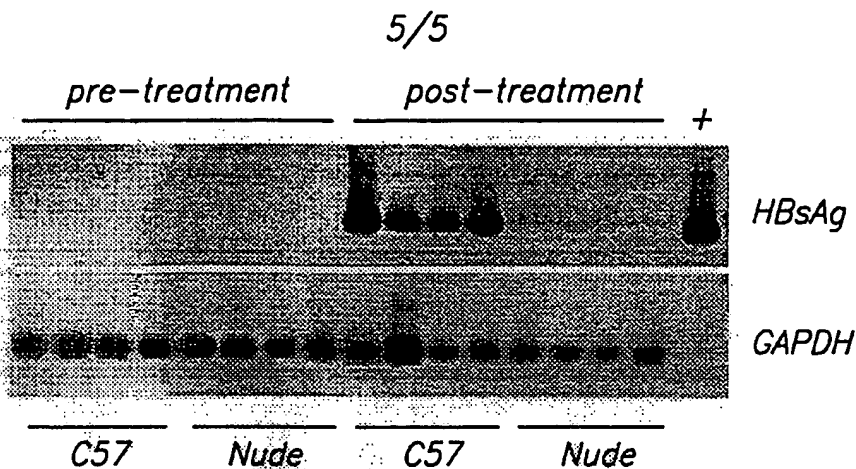 5/5
pre-treatment post-treatment +
HBsAg
GAPDH
C57 Nude C57 Nude